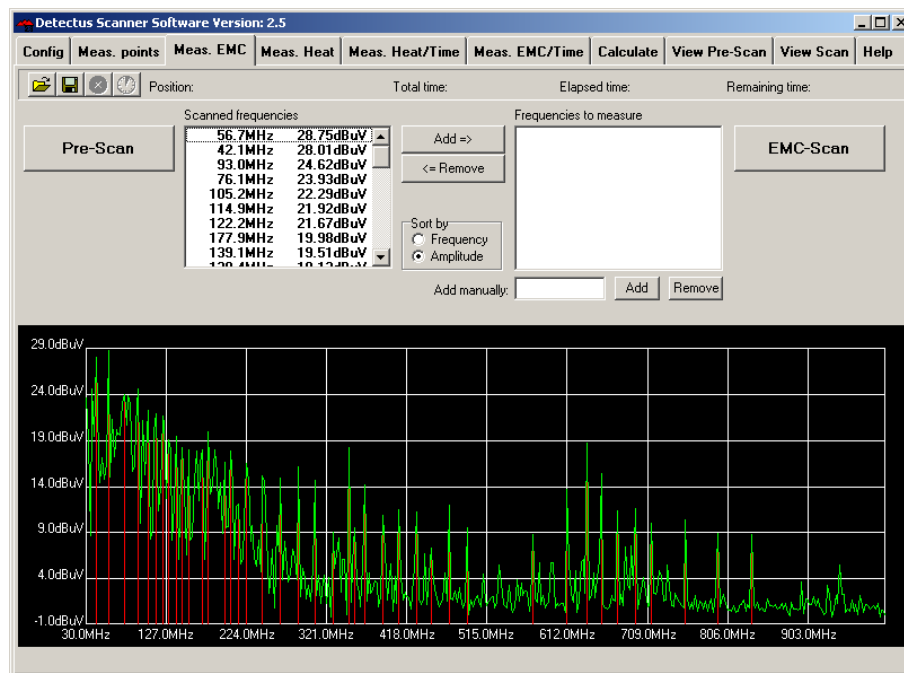 Detectus Scanner Software Version: 2.5
Config Meas. points Meas. EMC Meas. Heat Meas. Heat/Time Meas. EMC/Time Calculate View Pre-Scan View Scan Help
Position: Total time: Elapsed time: Remaining time:
Scanned frequencies Frequencies to measure
Pre-Scan
56.7MHz 28.75dBuV
42.1MHz 28.01dBuV
93.0MHz 24.62dBuV
76.1MHz 23.93dBuV
105.2MHz 22.29dBuV
114.9MHz 21.92dBuV
122.2MHz 21.67dBuV
177.9MHz 19.98dBuV
139.1MHz 19.51dBuV
Add =>
<= Remove
Sort by
Frequency
Amplitude
EMC-Scan
Add manually: Add Remove
29.0dBuV
24.0dBuV
19.0dBuV
14.0dBuV
9.0dBuV
4.0dBuV
-1.0dBuV
30.0MHz 127.0MHz 224.0MHz 321.0MHz 418.0MHz 515.0MHz 612.0MHz 709.0MHz 806.0MHz 903.0MHz